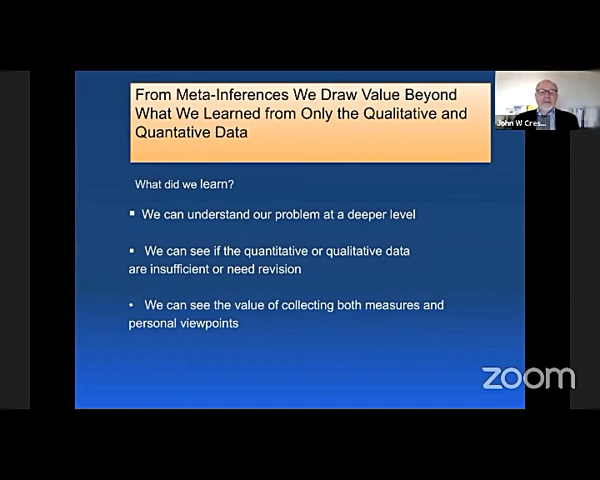 From Meta-Inferences We Draw Value Beyond
What We Learned from Only the Qualitative and
Quantative Data
John W Cres...
What did we learn?
▪ We can understand our problem at a deeper level
▪ We can see if the quantitative or qualitative data
are insufficient or need revision
• We can see the value of collecting both measures and
personal viewpoints
zoom